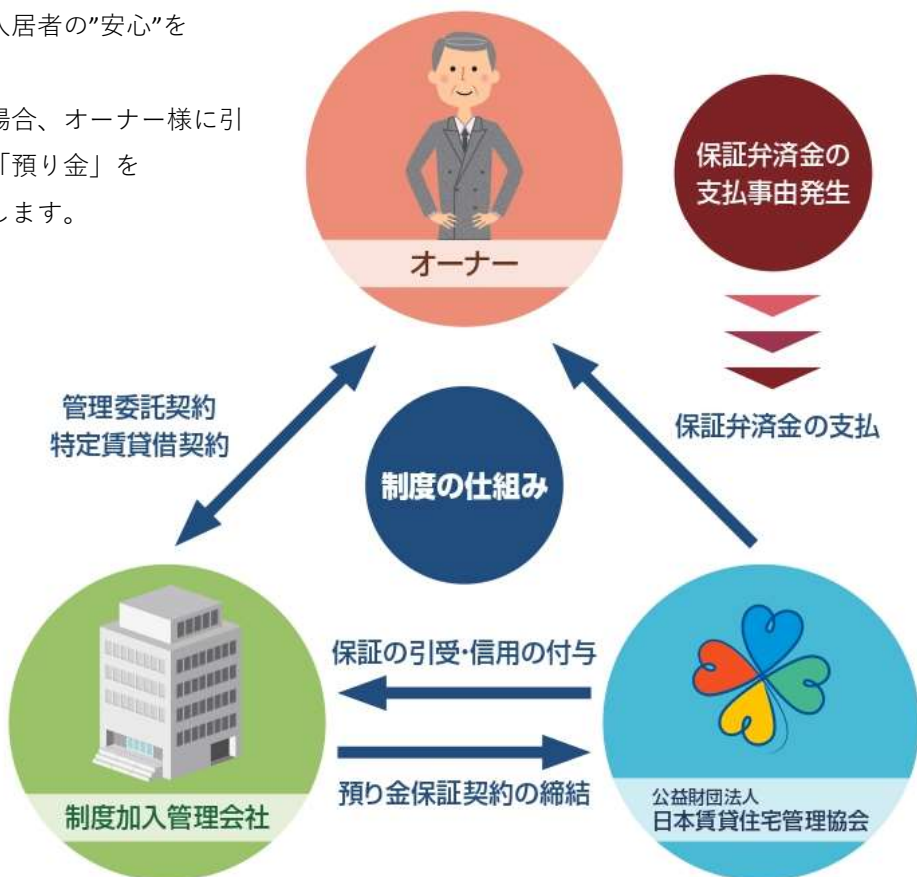 入居者の”安心”を
場合、オーナー様に引
「預り金」を
します。
オーナー
保証弁済金の
支払事由発生
管理委託契約
特定賃貸借契約
制度の仕組み
保証弁済金の支払
保証の引受・信用の付与
預り金保証契約の締結
制度加入管理会社
公益財団法人
日本賃貸住宅管理協会